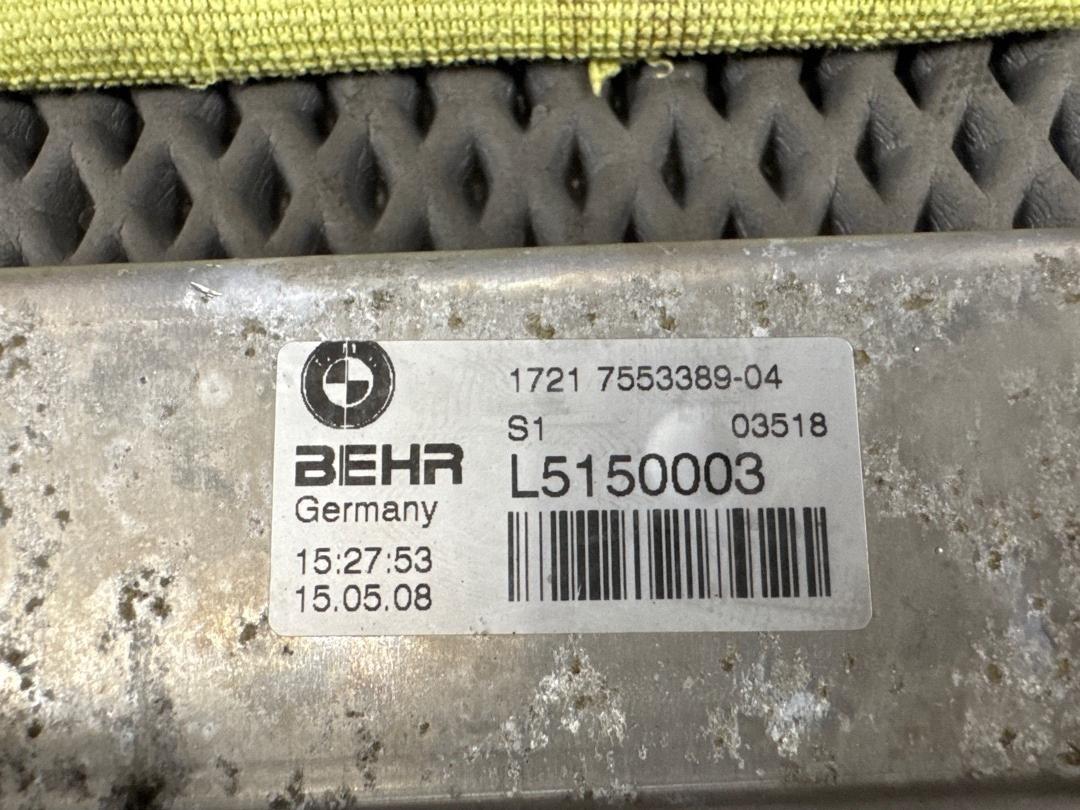 1721 7553389-04
S1 03518
BEHR
L5150003
Germany
15:27:53
15.05.08